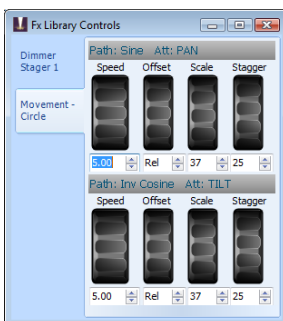 Fx Library Controls
Dimmer
Stager 1
Movement -
Circle
Path: Sine Att: PAN
Speed Offset Scale Stagger
5.00 Rel 37 25
Path: Inv Cosine Att: TILT
Speed Offset Scale Stagger
5.00 Rel 37 25